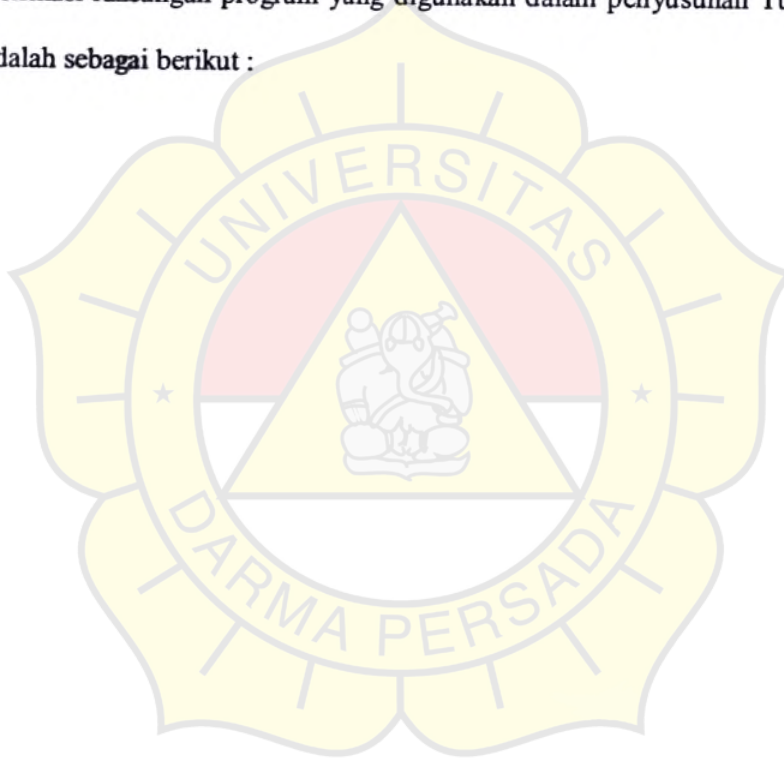 rancangan program yang digunakan dalam penyusunan
dalah sebagai berikut :
UNIVERSITAS
DARMA PERSADA